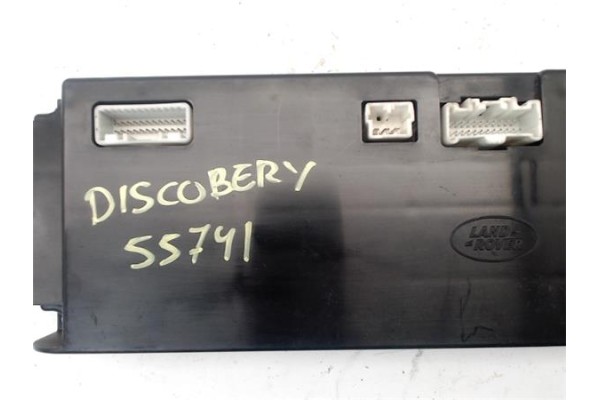 DISCOBERY
55741
LAND-
-ROVER